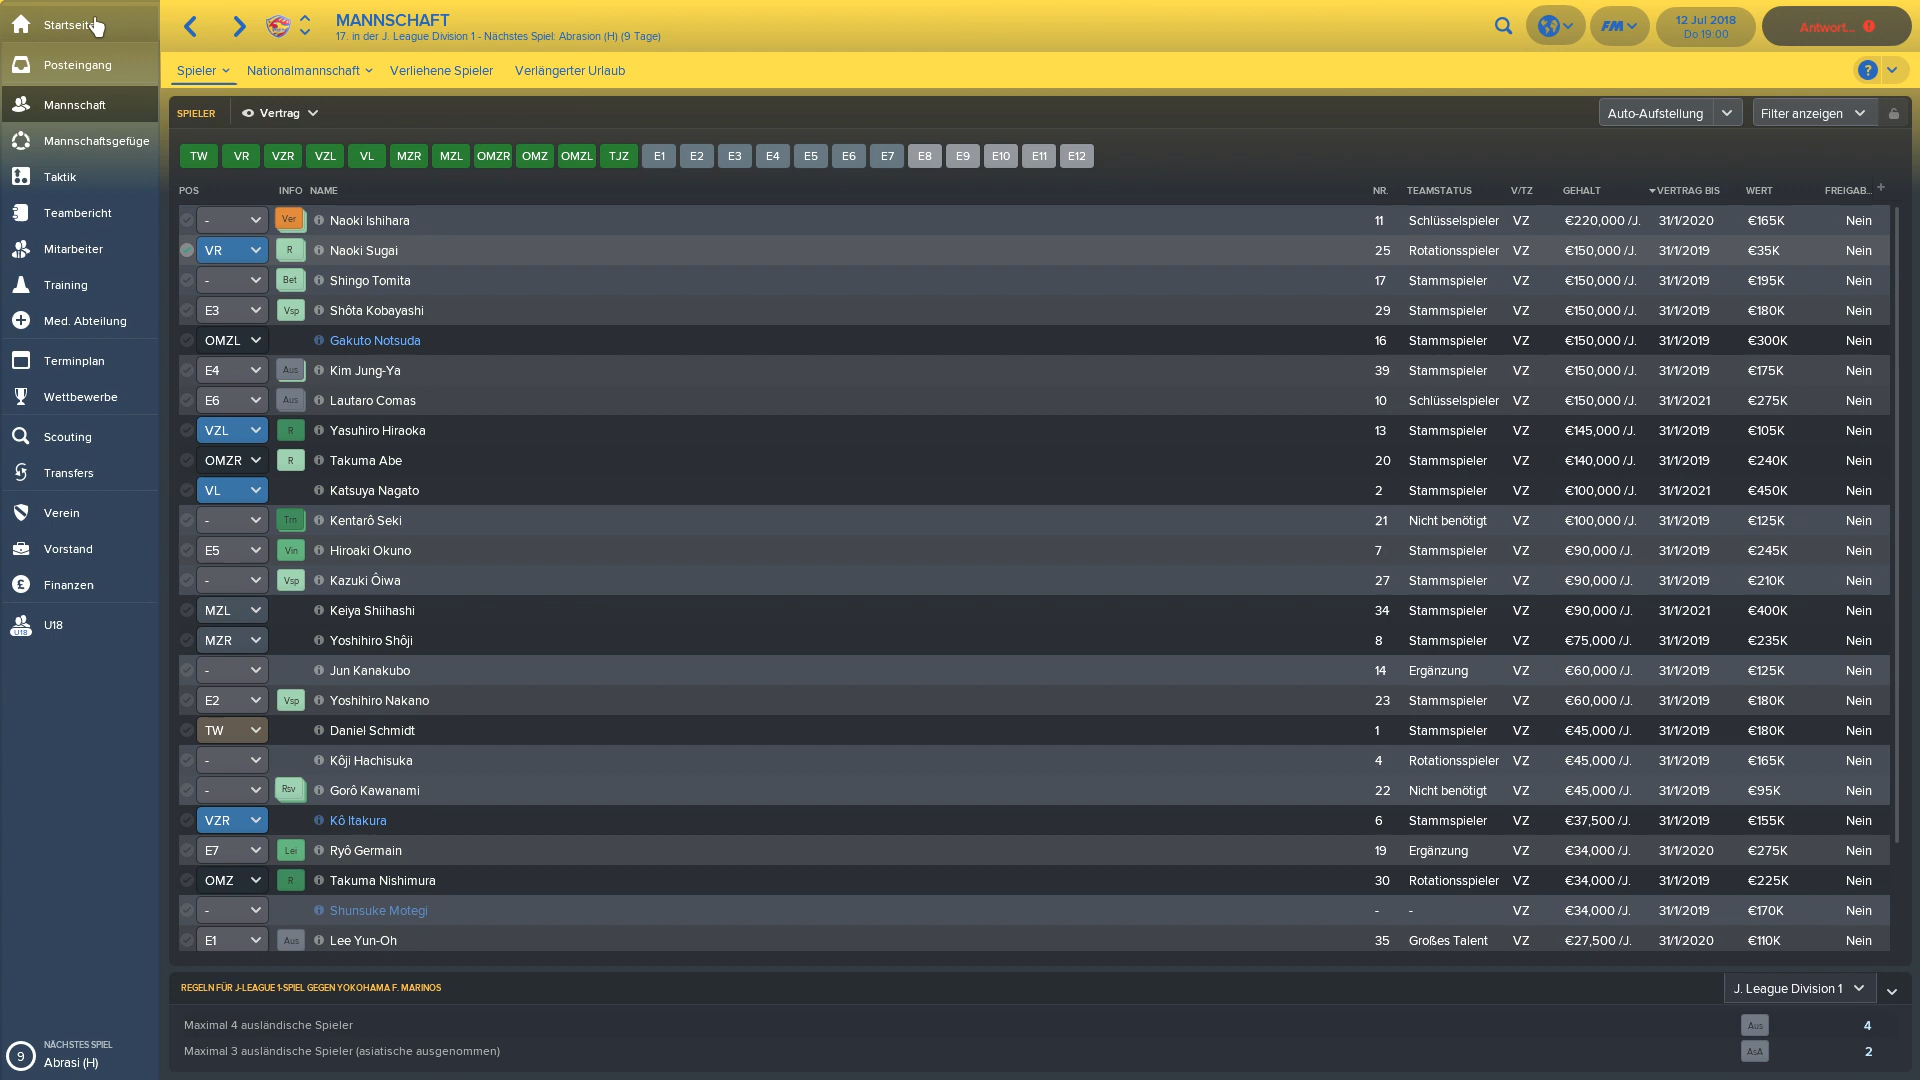 Startseite
MANNSCHAFT
17. in der J. League Division 1 - Nächstes Spiel: Abrasion (H) (9 Tage)
FM
12 Jul 2018
Do 19:00
Antwort...
Posteingang
Spieler
Nationalmannschaft
Verliehene Spieler
Verlängerter Urlaub
?
Mannschaft
Mannschaftsgefüge
Taktik
Teambericht
Mitarbeiter
Training
Med. Abteilung
Terminplan
Wettbewerbe
Scouting
Transfers
Verein
Vorstand
Finanzen
U18
U18
9
NÄCHSTES SPIEL
Abrasi (H)
SPIELER
Vertrag
Auto-Aufstellung
Filter anzeigen
TW VR VZR VZL VL MZR MZL OMZR OMZ OMZL TJZ E1 E2 E3 E4 E5 E6 E7 E8 E9 E10 E11 E12
POS INFO NAME NR. TEAMSTATUS V/TZ GEHALT VERTRAG BIS WERT FREIGAB... +
- Ver Naoki Ishihara 11 Schlüsselspieler VZ €220,000 /J. 31/1/2020 €165K Nein
VR R Naoki Sugai 25 Rotationsspieler VZ €150,000 /J. 31/1/2019 €35K Nein
- Bet Shingo Tomita 17 Stammspieler VZ €150,000 /J. 31/1/2019 €195K Nein
E3 Vsp Shôta Kobayashi 29 Stammspieler VZ €150,000 /J. 31/1/2019 €180K Nein
OMZL Gakuto Notsuda 16 Stammspieler VZ €150,000 /J. 31/1/2019 €300K Nein
E4 Aus Kim Jung-Ya 39 Stammspieler VZ €150,000 /J. 31/1/2019 €175K Nein
E6 Aus Lautaro Comas 10 Schlüsselspieler VZ €150,000 /J. 31/1/2021 €275K Nein
VZL R Yasuhiro Hiraoka 13 Stammspieler VZ €145,000 /J. 31/1/2019 €105K Nein
OMZR R Takuma Abe 20 Stammspieler VZ €140,000 /J. 31/1/2019 €240K Nein
VL Katsuya Nagato 2 Stammspieler VZ €100,000 /J. 31/1/2021 €450K Nein
- Trn Kentarô Seki 21 Nicht benötigt VZ €100,000 /J. 31/1/2019 €125K Nein
E5 Vin Hiroaki Okuno 7 Stammspieler VZ €90,000 /J. 31/1/2019 €245K Nein
- Vsp Kazuki Ôiwa 27 Stammspieler VZ €90,000 /J. 31/1/2019 €210K Nein
MZL Keiya Shiihashi 34 Stammspieler VZ €90,000 /J. 31/1/2021 €400K Nein
MZR Yoshihiro Shôji 8 Stammspieler VZ €75,000 /J. 31/1/2019 €235K Nein
- Jun Kanakubo 14 Ergänzung VZ €60,000 /J. 31/1/2019 €125K Nein
E2 Vsp Yoshihiro Nakano 23 Stammspieler VZ €60,000 /J. 31/1/2019 €180K Nein
TW Daniel Schmidt 1 Stammspieler VZ €45,000 /J. 31/1/2019 €180K Nein
- Kôji Hachisuka 4 Rotationsspieler VZ €45,000 /J. 31/1/2019 €165K Nein
- Rsv Gorô Kawanami 22 Nicht benötigt VZ €45,000 /J. 31/1/2019 €95K Nein
VZR Kô Itakura 6 Stammspieler VZ €37,500 /J. 31/1/2019 €155K Nein
E7 Lei Ryô Germain 19 Ergänzung VZ €34,000 /J. 31/1/2020 €275K Nein
OMZ R Takuma Nishimura 30 Rotationsspieler VZ €34,000 /J. 31/1/2019 €225K Nein
- Shunsuke Motegi - - VZ €34,000 /J. 31/1/2019 €170K Nein
E1 Aus Lee Yun-Oh 35 Großes Talent VZ €27,500 /J. 31/1/2020 €110K Nein
REGELN FÜR J-LEAGUE 1-SPIEL GEGEN YOKOHAMA F. MARINOS
J. League Division 1
Maximal 4 ausländische Spieler Aus 4
Maximal 3 ausländische Spieler (asiatische ausgenommen) AsA 2